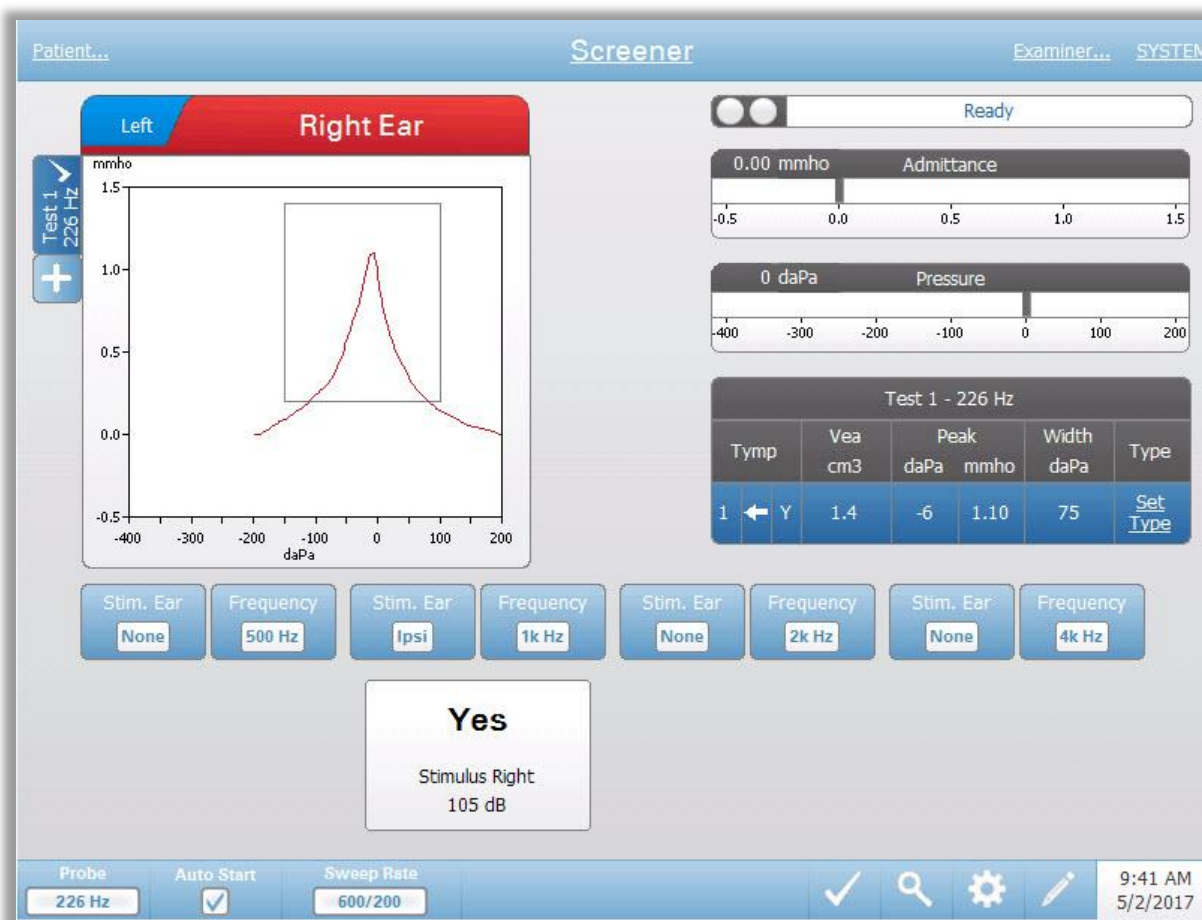 Patient... Screener Examiner... SYSTEM
Left Right Ear
Ready
Test 1
226 Hz
mmho
1.5
1.0
0.5
0.0
-0.5
-400 -300 -200 -100 0 100 200
daPa
0.00 mmho Admittance
-0.5 0.0 0.5 1.0 1.5
0 daPa Pressure
-400 -300 -200 -100 0 100 200
Test 1 - 226 Hz
Tymp Vea Peak Width Type
cm3 daPa mmho daPa
1 Y 1.4 -6 1.10 75 Set
Type
Stim. Ear Frequency Stim. Ear Frequency Stim. Ear Frequency Stim. Ear Frequency
None 500 Hz Ipsi 1k Hz None 2k Hz None 4k Hz
Yes
Stimulus Right
105 dB
Probe Auto Start Sweep Rate
226 Hz 600/200
9:41 AM
5/2/2017